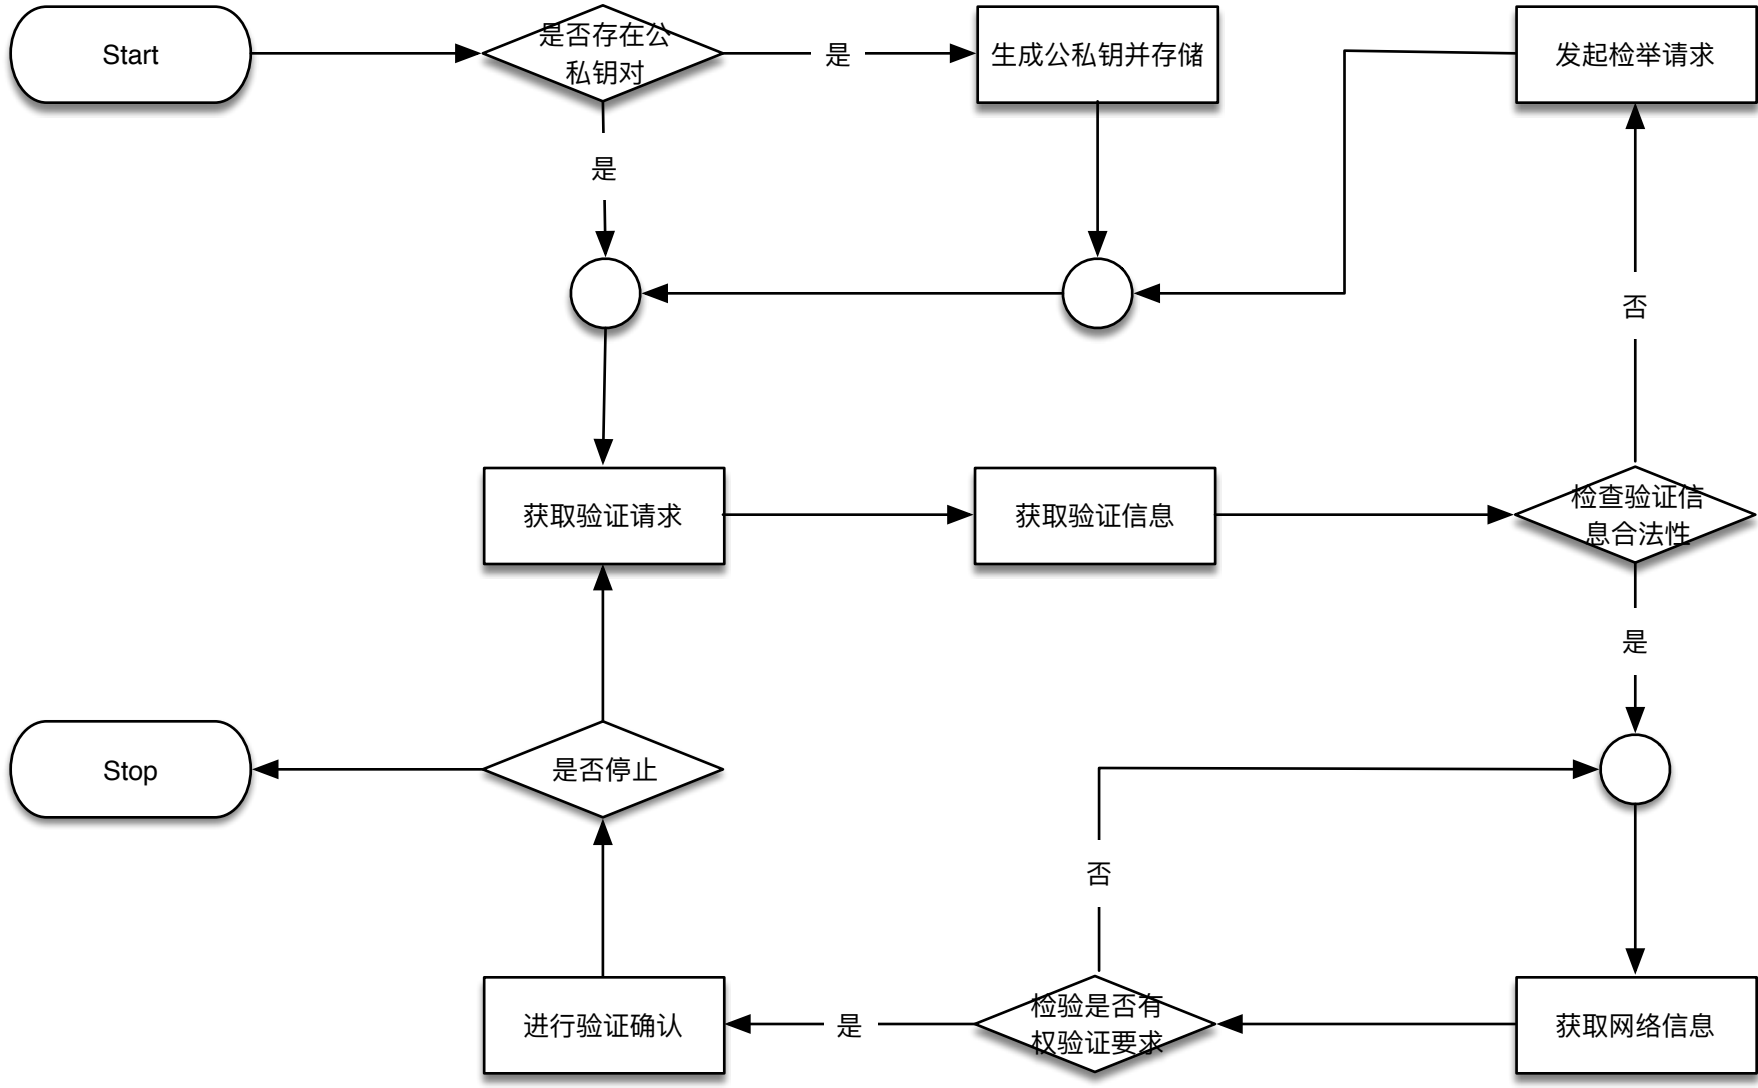 Start
是否存在公
私钥对
是
生成公私钥并存储
发起检举请求
是
否
获取验证请求
获取验证信息
检查验证信
息合法性
是
Stop
是否停止
否
进行验证确认
是
检验是否有
权验证要求
获取网络信息